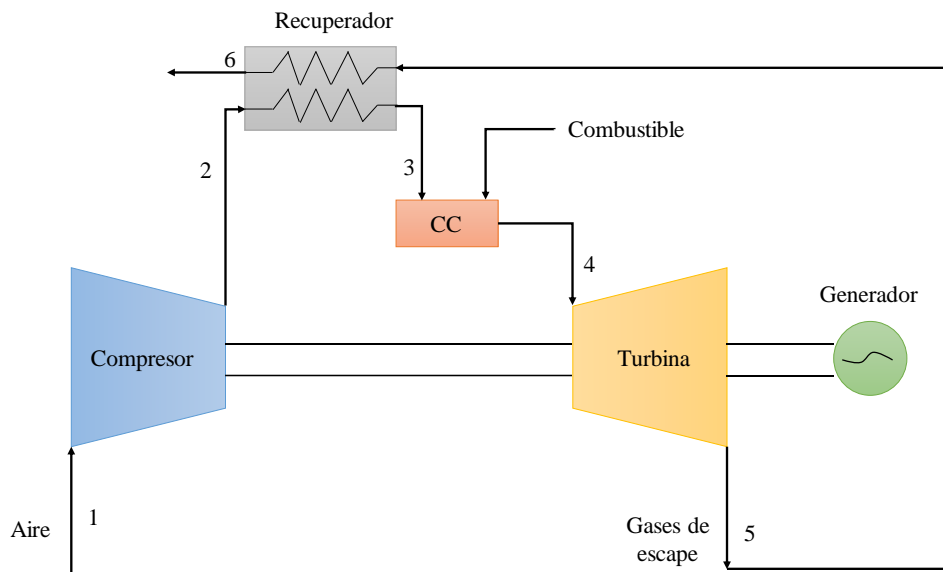 Recuperador
6
Combustible
2
3
CC
4
Generador
Compresor
Turbina
1
Aire
Gases de
escape
5